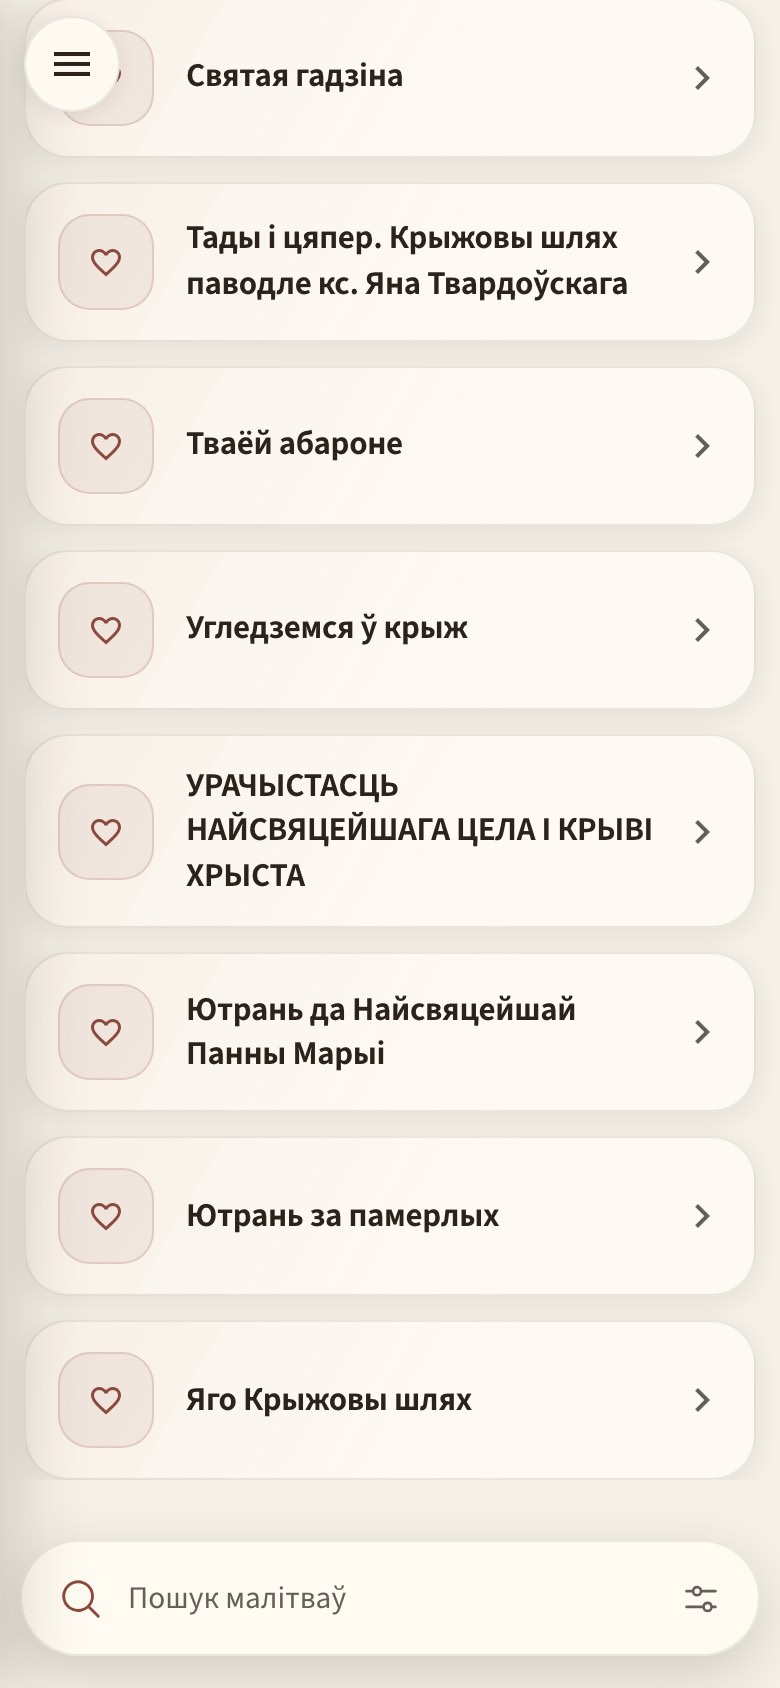 Святая гадзіна
Тады і цяпер. Крыжовы шлях
паводле кс. Яна Твардоўскага
Тваёй абароне
Угледземся ў крыж
УРАЧЫСТАСЦЬ
НАЙСВЯЦЕЙШАГА ЦЕЛА І КРЫВІ
ХРЫСТА
Ютрань да Найсвяцейшай
Панны Марыі
Ютрань за памерлых
Яго Крыжовы шлях
Пошук малітваў